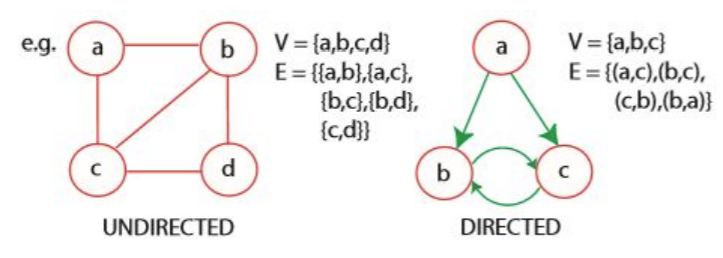 e.g.
a
b
c
d
V = {a,b,c,d}
E = {{a,b},{a,c},
{b,c},{b,d},
{c,d}}
UNDIRECTED
a
b
c
V = {a,b,c}
E = {(a,c),(b,c),
(c,b),(b,a)}
DIRECTED